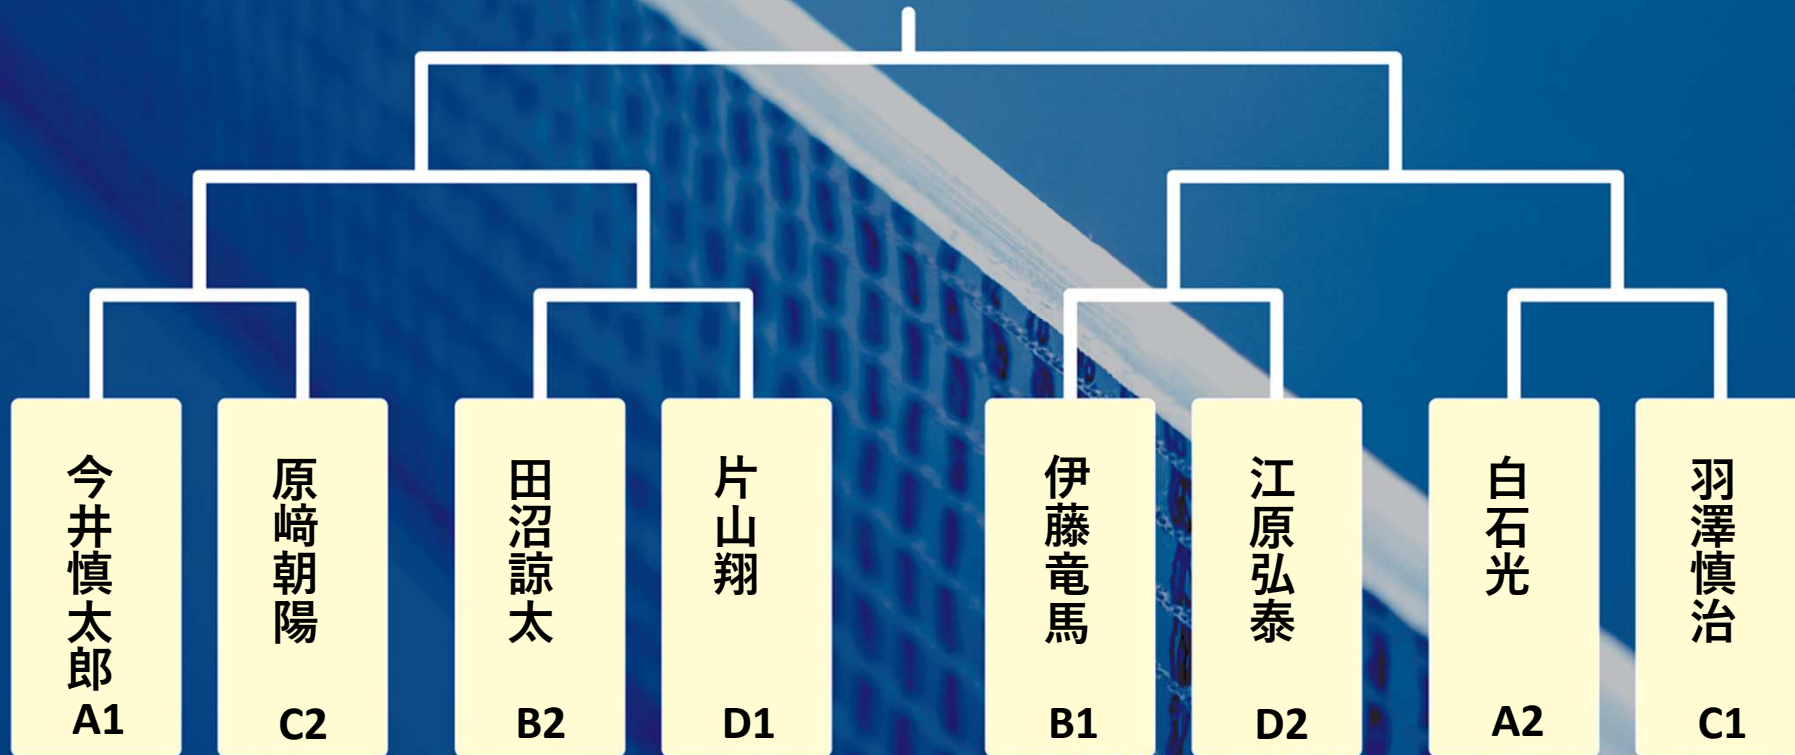 今井慎太郎
A1
原﨑朝陽
C2
田沼諒太
B2
片山翔
D1
伊藤竜馬
B1
江原弘泰
D2
白石光
A2
羽澤慎治
C1